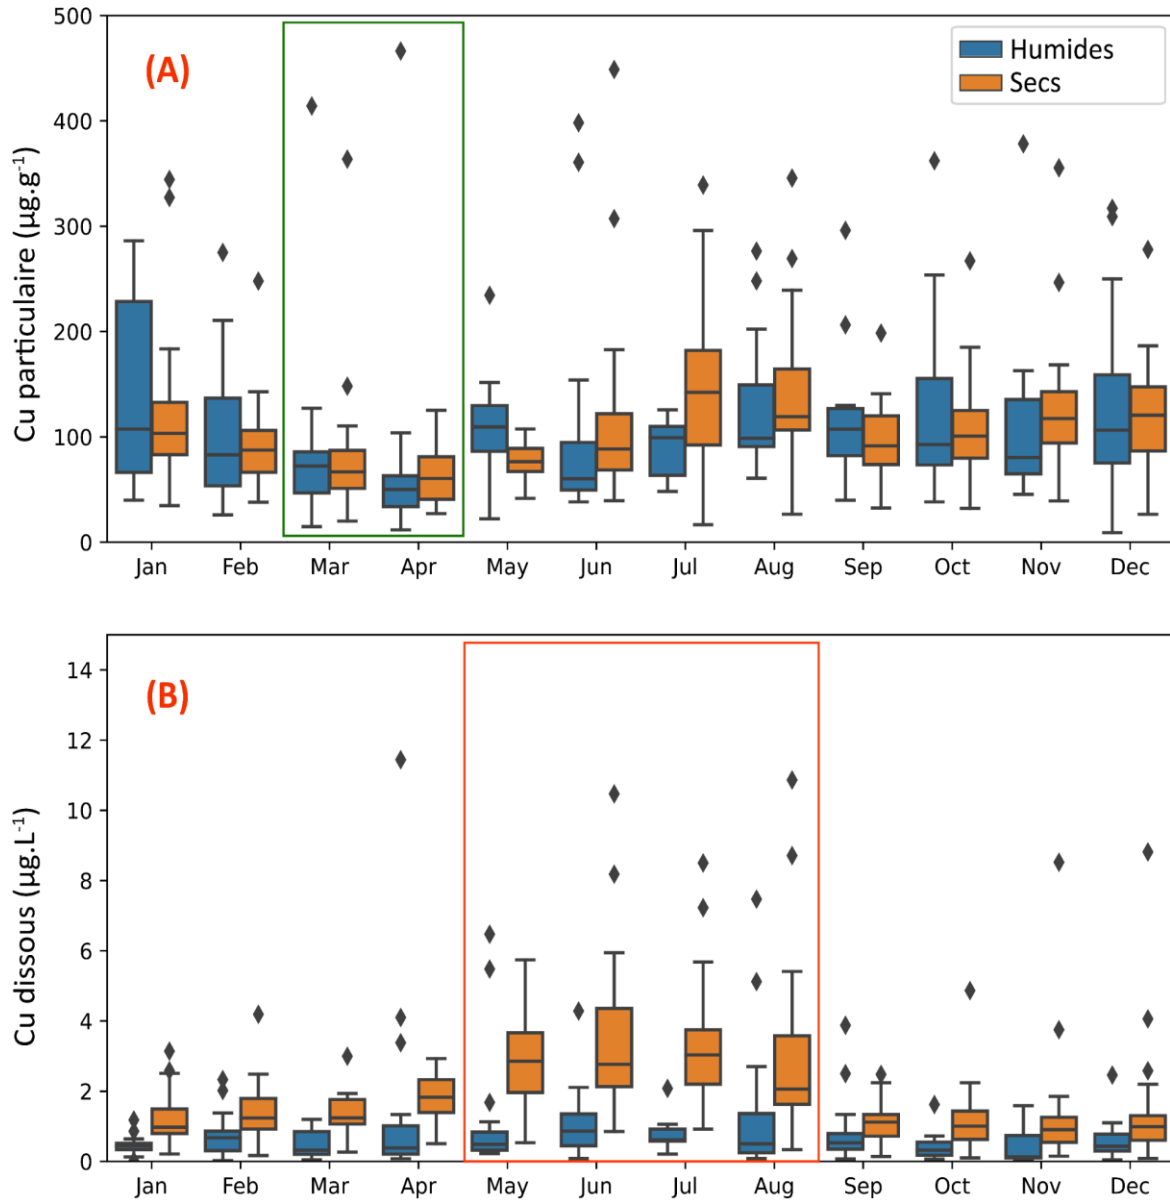 (A)
Humides
Secs
Cu particulaire (µg.g⁻¹)
500
400
300
200
100
0
Jan Feb Mar Apr May Jun Jul Aug Sep Oct Nov Dec
(B)
Cu dissous (µg.L⁻¹)
14
12
10
8
6
4
2
0
Jan Feb Mar Apr May Jun Jul Aug Sep Oct Nov Dec